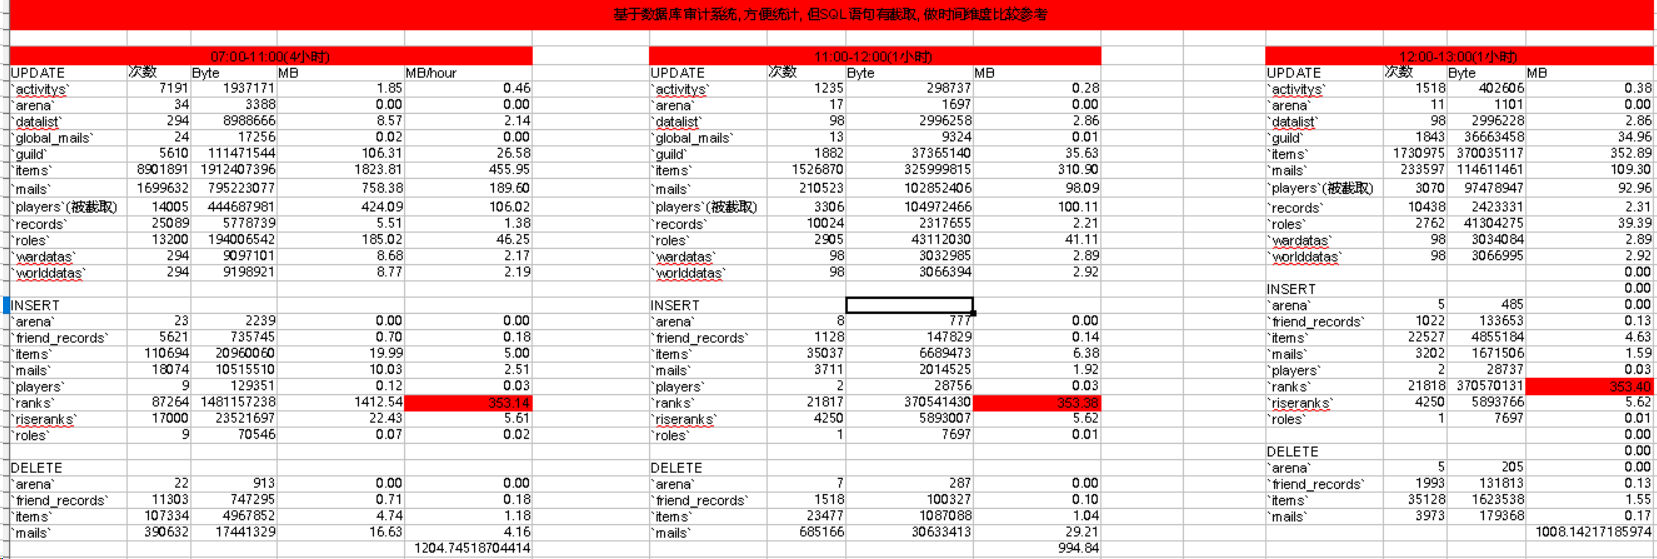 基于数据库审计系统, 方便统计, 但SQL语句有截取, 做时间维度比较参考
07:00-11:00(4小时)
UPDATE 次数 Byte MB MB/hour
`activitys` 7191 1937171 1.85 0.46
`arena` 34 3388 0.00 0.00
`datalist` 294 8988666 8.57 2.14
`global_mails` 24 17256 0.02 0.00
`guild` 5610 111471544 106.31 26.58
`items` 8901891 1912407396 1823.81 455.95
`mails` 1699632 795223077 758.38 189.60
`players`(被截取) 14005 444687981 424.09 106.02
`records` 25089 5778739 5.51 1.38
`roles` 13200 194006542 185.02 46.25
`wardatas` 294 9097101 8.68 2.17
`worlddatas` 294 9198921 8.77 2.19
INSERT
`arena` 23 2239 0.00 0.00
`friend_records` 5621 735745 0.70 0.18
`items` 110694 20960060 19.99 5.00
`mails` 18074 10515510 10.03 2.51
`players` 9 129351 0.12 0.03
`ranks` 87264 1481157238 1412.54 353.14
`riseranks` 17000 23521697 22.43 5.61
`roles` 9 70546 0.07 0.02
DELETE
`arena` 22 913 0.00 0.00
`friend_records` 11303 747295 0.71 0.18
`items` 107334 4967852 4.74 1.18
`mails` 390632 17441329 16.63 4.16
1204.74518704414
11:00-12:00(1小时)
UPDATE 次数 Byte MB
`activitys` 1235 298737 0.28
`arena` 17 1697 0.00
`datalist` 98 2996258 2.86
`global_mails` 13 9324 0.01
`guild` 1882 37365140 35.63
`items` 1526870 325999815 310.90
`mails` 210523 102852406 98.09
`players`(被截取) 3306 104972466 100.11
`records` 10024 2317655 2.21
`roles` 2905 43112030 41.11
`wardatas` 98 3032985 2.89
`worlddatas` 98 3066394 2.92
INSERT
`arena` 8 777 0.00
`friend_records` 1128 147829 0.14
`items` 35037 6689473 6.38
`mails` 3711 2014525 1.92
`players` 2 28756 0.03
`ranks` 21817 370541430 353.38
`riseranks` 4250 5893007 5.62
`roles` 1 7697 0.01
DELETE
`arena` 7 287 0.00
`friend_records` 1518 100327 0.10
`items` 23477 1087088 1.04
`mails` 685166 30633413 29.21
994.84
12:00-13:00(1小时)
UPDATE 次数 Byte MB
`activitys` 1518 402606 0.38
`arena` 11 1101 0.00
`datalist` 98 2996228 2.86
`guild` 1843 36663458 34.96
`items` 1730975 370035117 352.89
`mails` 233597 114611461 109.30
`players`(被截取) 3070 97478947 92.96
`records` 10438 2423331 2.31
`roles` 2762 41304275 39.39
`wardatas` 98 3034084 2.89
`worlddatas` 98 3066995 2.92
0.00
INSERT 0.00
`arena` 5 485 0.00
`friend_records` 1022 133653 0.13
`items` 22527 4855184 4.63
`mails` 3202 1671506 1.59
`players` 2 28737 0.03
`ranks` 21818 370570131 353.40
`riseranks` 4250 5893766 5.62
`roles` 1 7697 0.01
0.00
DELETE 0.00
`arena` 5 205 0.00
`friend_records` 1993 131813 0.13
`items` 35128 1623538 1.55
`mails` 3973 179368 0.17
1008.14217185974